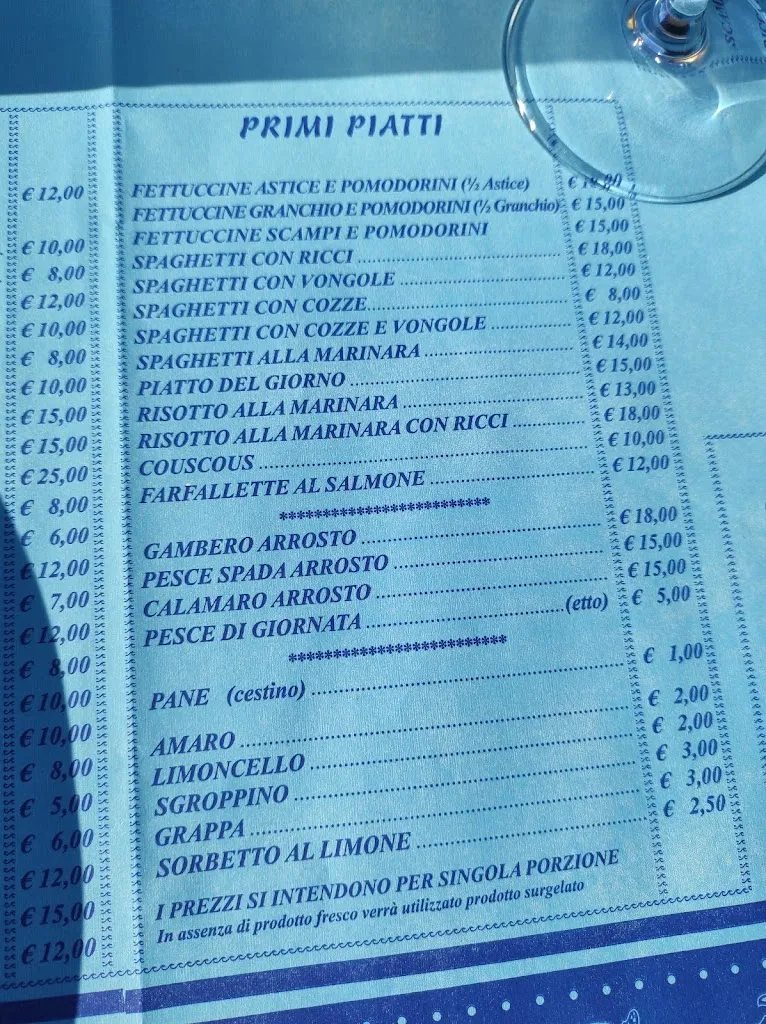 € 12,00
€ 10,00
€ 8,00
€ 12,00
€ 10,00
€ 8,00
€ 10,00
€ 15,00
€ 15,00
€ 25,00
€ 8,00
€ 6,00
€ 12,00
€ 7,00
€ 12,00
€ 8,00
€ 10,00
€ 10,00
€ 8,00
€ 5,00
€ 6,00
€ 12,00
€ 15,00
€ 12,00
PRIMI PIATTI
FETTUCCINE ASTICE E POMODORINI (½ Astice)
FETTUCCINE GRANCHIO E POMODORINI (½ Granchio) € 15,00
FETTUCCINE SCAMPI E POMODORINI € 15,00
SPAGHETTI CON RICCI € 18,00
SPAGHETTI CON VONGOLE € 12,00
SPAGHETTI CON COZZE € 8,00
SPAGHETTI CON COZZE E VONGOLE € 12,00
SPAGHETTI ALLA MARINARA € 14,00
PIATTO DEL GIORNO € 15,00
RISOTTO ALLA MARINARA € 13,00
RISOTTO ALLA MARINARA CON RICCI € 18,00
COUSCOUS € 10,00
FARFALLETTE AL SALMONE € 12,00
*************************
GAMBERO ARROSTO € 18,00
PESCE SPADA ARROSTO € 15,00
CALAMARO ARROSTO € 15,00
PESCE DI GIORNATA (etto) € 5,00
*************************
PANE (cestino) € 1,00
AMARO € 2,00
LIMONCELLO € 2,00
SGROPPINO € 3,00
GRAPPA € 3,00
SORBETTO AL LIMONE € 2,50
I PREZZI SI INTENDONO PER SINGOLA PORZIONE
In assenza di prodotto fresco verrà utilizzato prodotto surgelato